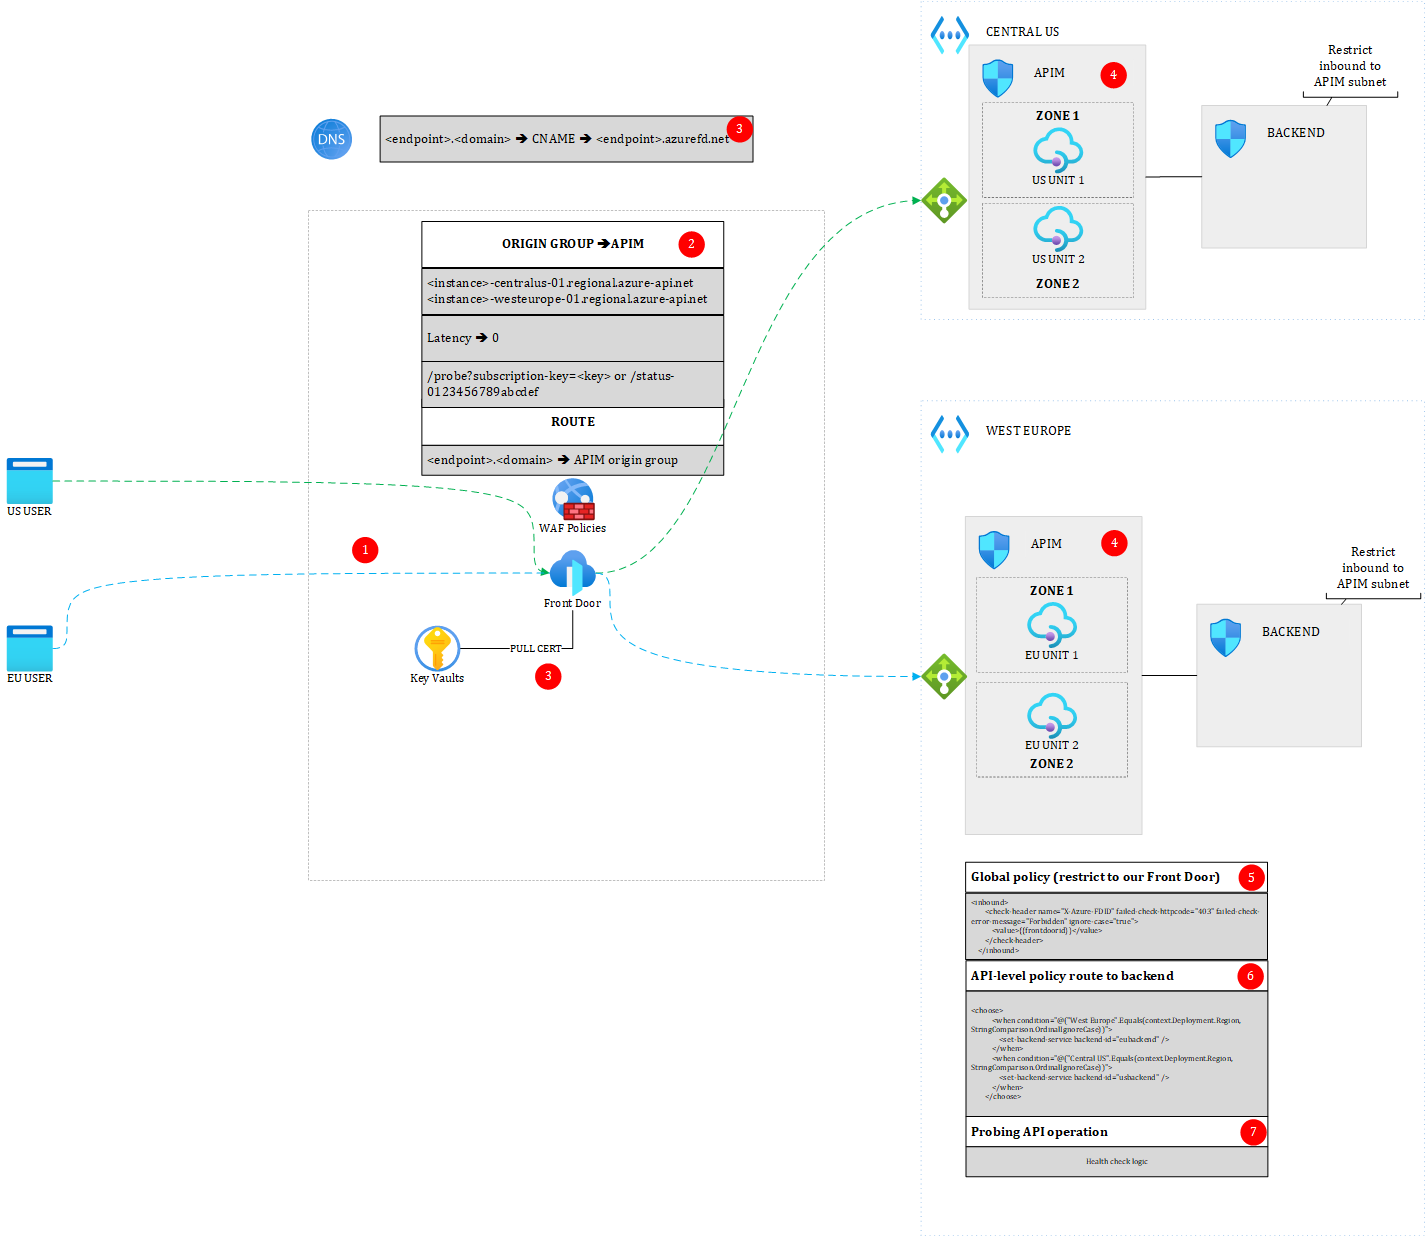 CENTRAL US
Restrict
inbound to
APIM subnet
APIM
4
ZONE 1
US UNIT 1
US UNIT 2
ZONE 2
BACKEND
DNS
<endpoint>.<domain> ➔ CNAME ➔ <endpoint>.azurefd.net
3
ORIGIN GROUP ➔APIM
2
<instance>-centralus-01.regional.azure-api.net
<instance>-westeurope-01.regional.azure-api.net
Latency ➔ 0
/probe?subscription-key=<key> or /status-
0123456789abcdef
ROUTE
<endpoint>.<domain> ➔ APIM origin group
WAF Policies
US USER
1
Front Door
EU USER
Key Vaults
PULL CERT
3
WEST EUROPE
APIM
4
Restrict
inbound to
APIM subnet
ZONE 1
EU UNIT 1
EU UNIT 2
ZONE 2
BACKEND
Global policy (restrict to our Front Door)
5
<inbound>
<check-header name="X-Azure-FDID" failed-check-httpcode="403" failed-check-
error-message="Forbidden" ignore-case="true">
<value>{{frontdoorid}}</value>
</check-header>
</inbound>
API-level policy route to backend
6
<choose>
<when condition="@("West Europe".Equals(context.Deployment.Region,
StringComparison.OrdinalIgnoreCase))">
<set-backend-service backend-id="eubackend" />
</when>
<when condition="@("Central US".Equals(context.Deployment.Region,
StringComparison.OrdinalIgnoreCase))">
<set-backend-service backend-id="usbackend" />
</when>
</choose>
Probing API operation
7
Health check logic